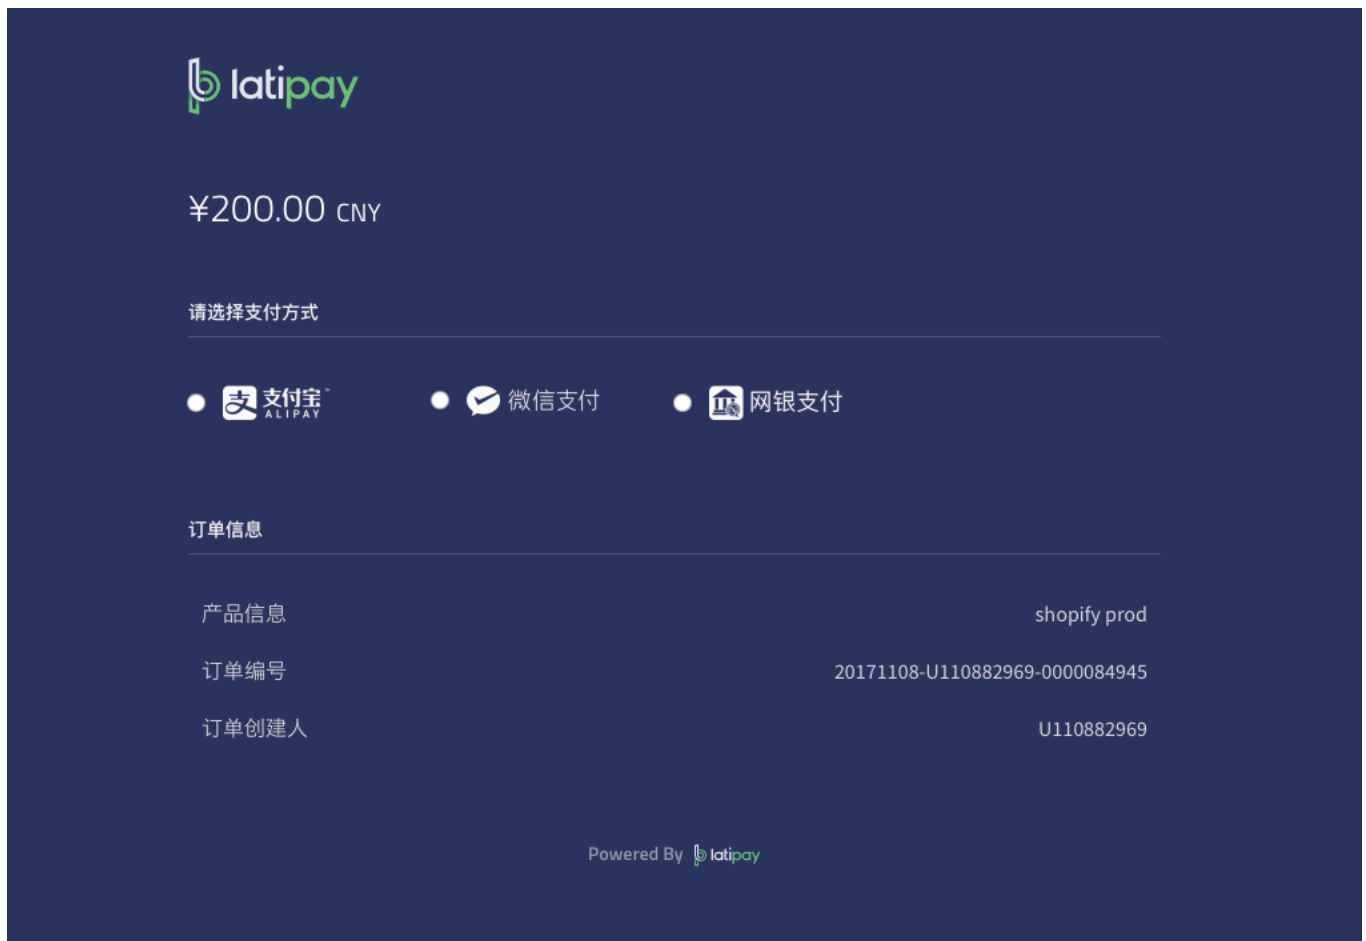 latipay
¥200.00 CNY
请选择支付方式
支付宝™ ALIPAY 微信支付 网银支付
订单信息
产品信息 shopify prod
订单编号 20171108-U110882969-0000084945
订单创建人 U110882969
Powered By latipay